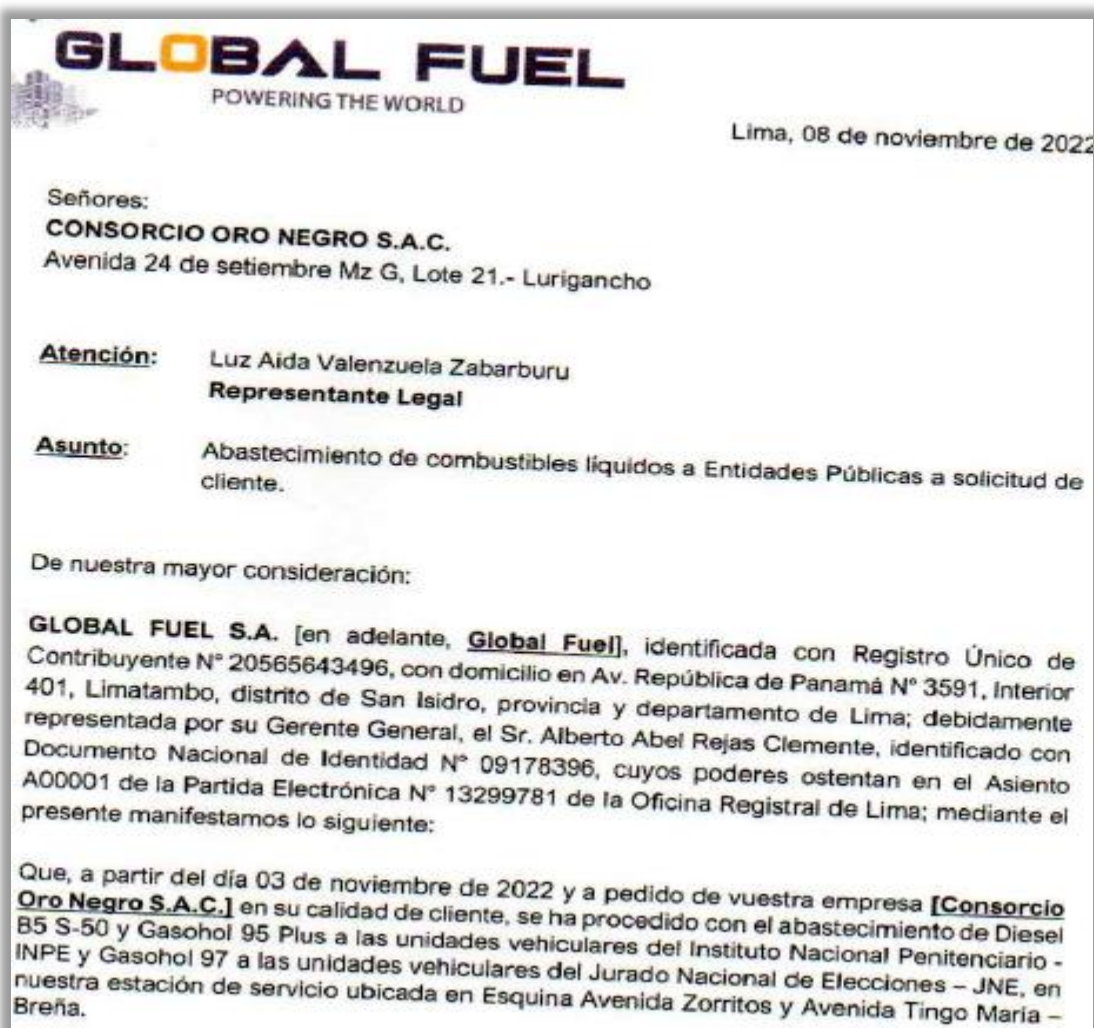 GLOBAL FUEL
POWERING THE WORLD
Lima, 08 de noviembre de 2022
Señores:
CONSORCIO ORO NEGRO S.A.C.
Avenida 24 de setiembre Mz G, Lote 21.- Lurigancho
Atención: Luz Aida Valenzuela Zabarburu
Representante Legal
Asunto: Abastecimiento de combustibles líquidos a Entidades Públicas a solicitud de
cliente.
De nuestra mayor consideración:
GLOBAL FUEL S.A. [en adelante, Global Fuel], identificada con Registro Único de
Contribuyente N° 20565643496, con domicilio en Av. República de Panamá N° 3591, Interior
401, Limatambo, distrito de San Isidro, provincia y departamento de Lima; debidamente
representada por su Gerente General, el Sr. Alberto Abel Rejas Clemente, identificado con
Documento Nacional de Identidad N° 09178396, cuyos poderes ostentan en el Asiento
A00001 de la Partida Electrónica N° 13299781 de la Oficina Registral de Lima; mediante el
presente manifestamos lo siguiente:
Que, a partir del día 03 de noviembre de 2022 y a pedido de vuestra empresa [Consorcio
Oro Negro S.A.C.] en su calidad de cliente, se ha procedido con el abastecimiento de Diesel
B5 S-50 y Gasohol 95 Plus a las unidades vehiculares del Instituto Nacional Penitenciario -
INPE y Gasohol 97 a las unidades vehiculares del Jurado Nacional de Elecciones – JNE, en
nuestra estación de servicio ubicada en Esquina Avenida Zorritos y Avenida Tingo María –
Breña.